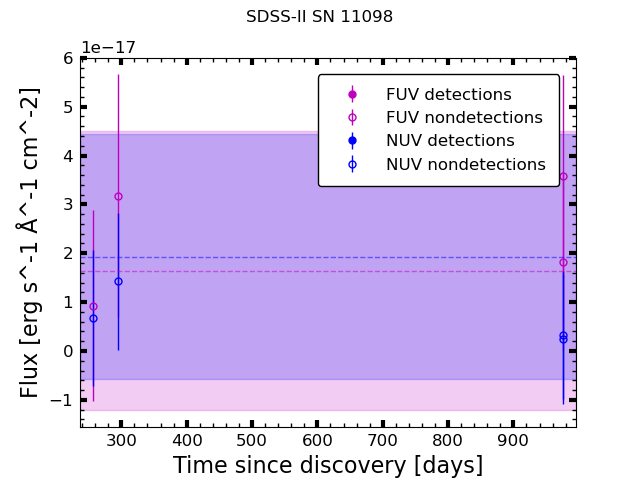 SDSS-II SN 11098
1e−17
6
5
4
3
2
1
0
−1
Flux [erg s^-1 Å^-1 cm^-2]
FUV detections
FUV nondetections
NUV detections
NUV nondetections
300 400 500 600 700 800 900
Time since discovery [days]